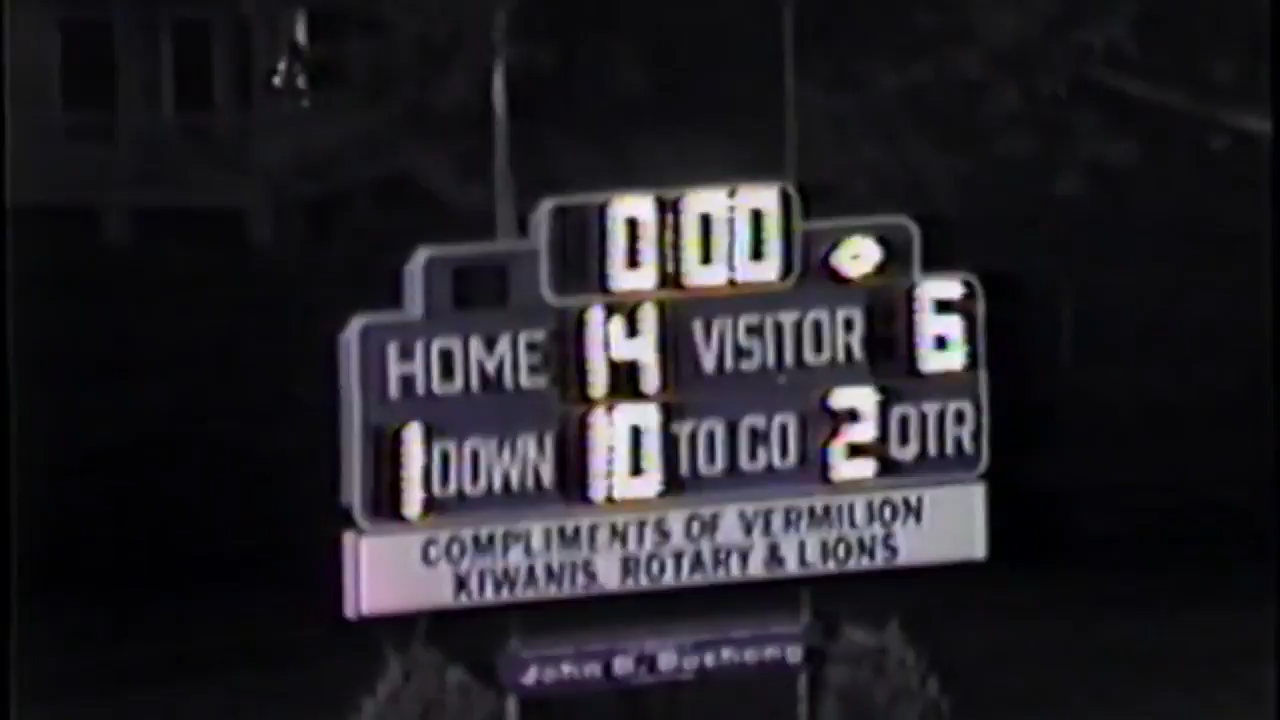 0:00
HOME 14 VISITOR 6
1 DOWN 10 TO GO 2 QTR
COMPLIMENTS OF VERMILION
KIWANIS, ROTARY & LIONS
John